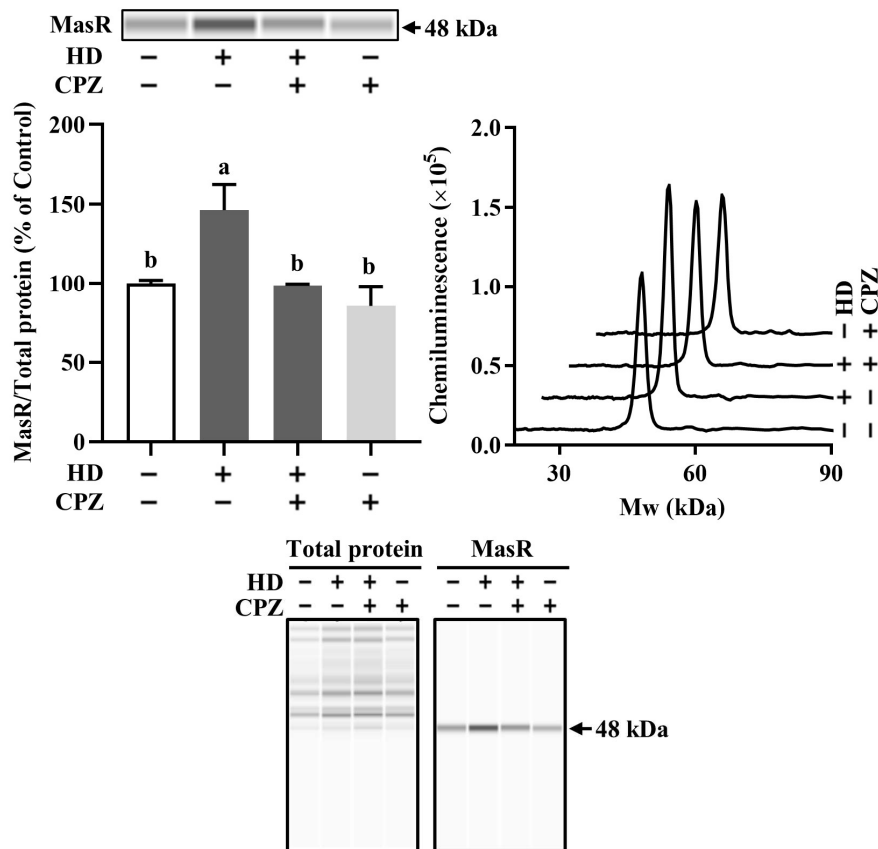 MasR
48 kDa
HD − + + −
CPZ − − + +
MasR/Total protein (% of Control)
200
150
100
50
0
b
a
b
b
HD − + + −
CPZ − − + +
Chemiluminescence (×10⁵)
2.0
1.5
1.0
0.5
0.0
30
60
90
Mw (kDa)
HD CPZ
− +
+ +
+ −
− −
Total protein MasR
HD − + + − − + + −
CPZ − − + + − − + +
48 kDa